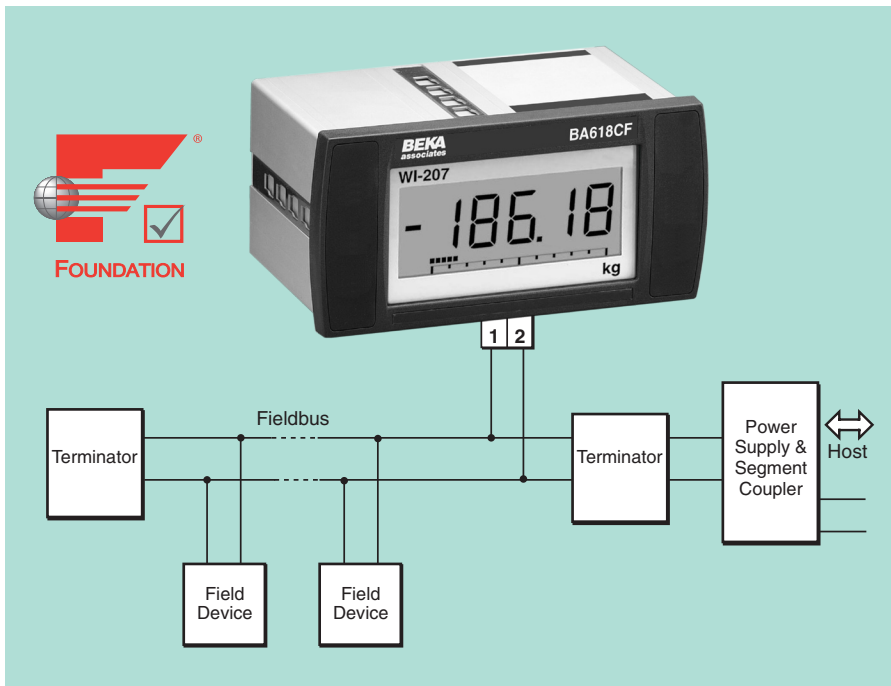 BEKA
associates
BA618CF
WI-207
-186.18
kg
®
FOUNDATION
1 2
Fieldbus
Terminator
Terminator
Power
Supply &
Segment
Coupler
Host
Field
Device
Field
Device